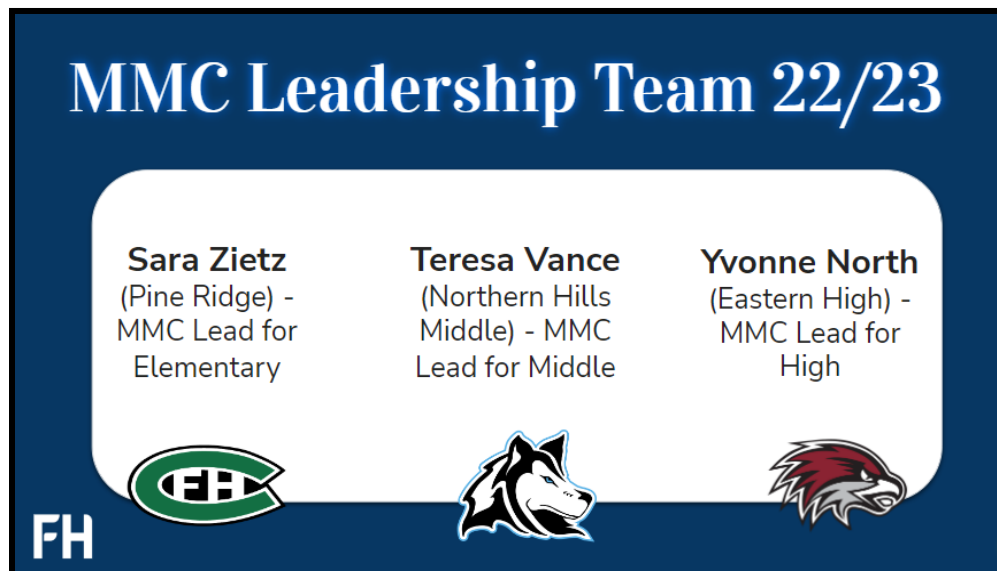 MMC Leadership Team 22/23
Sara Zietz
(Pine Ridge) -
MMC Lead for
Elementary
Teresa Vance
(Northern Hills
Middle) - MMC
Lead for Middle
Yvonne North
(Eastern High) -
MMC Lead for
High
CFH
FH